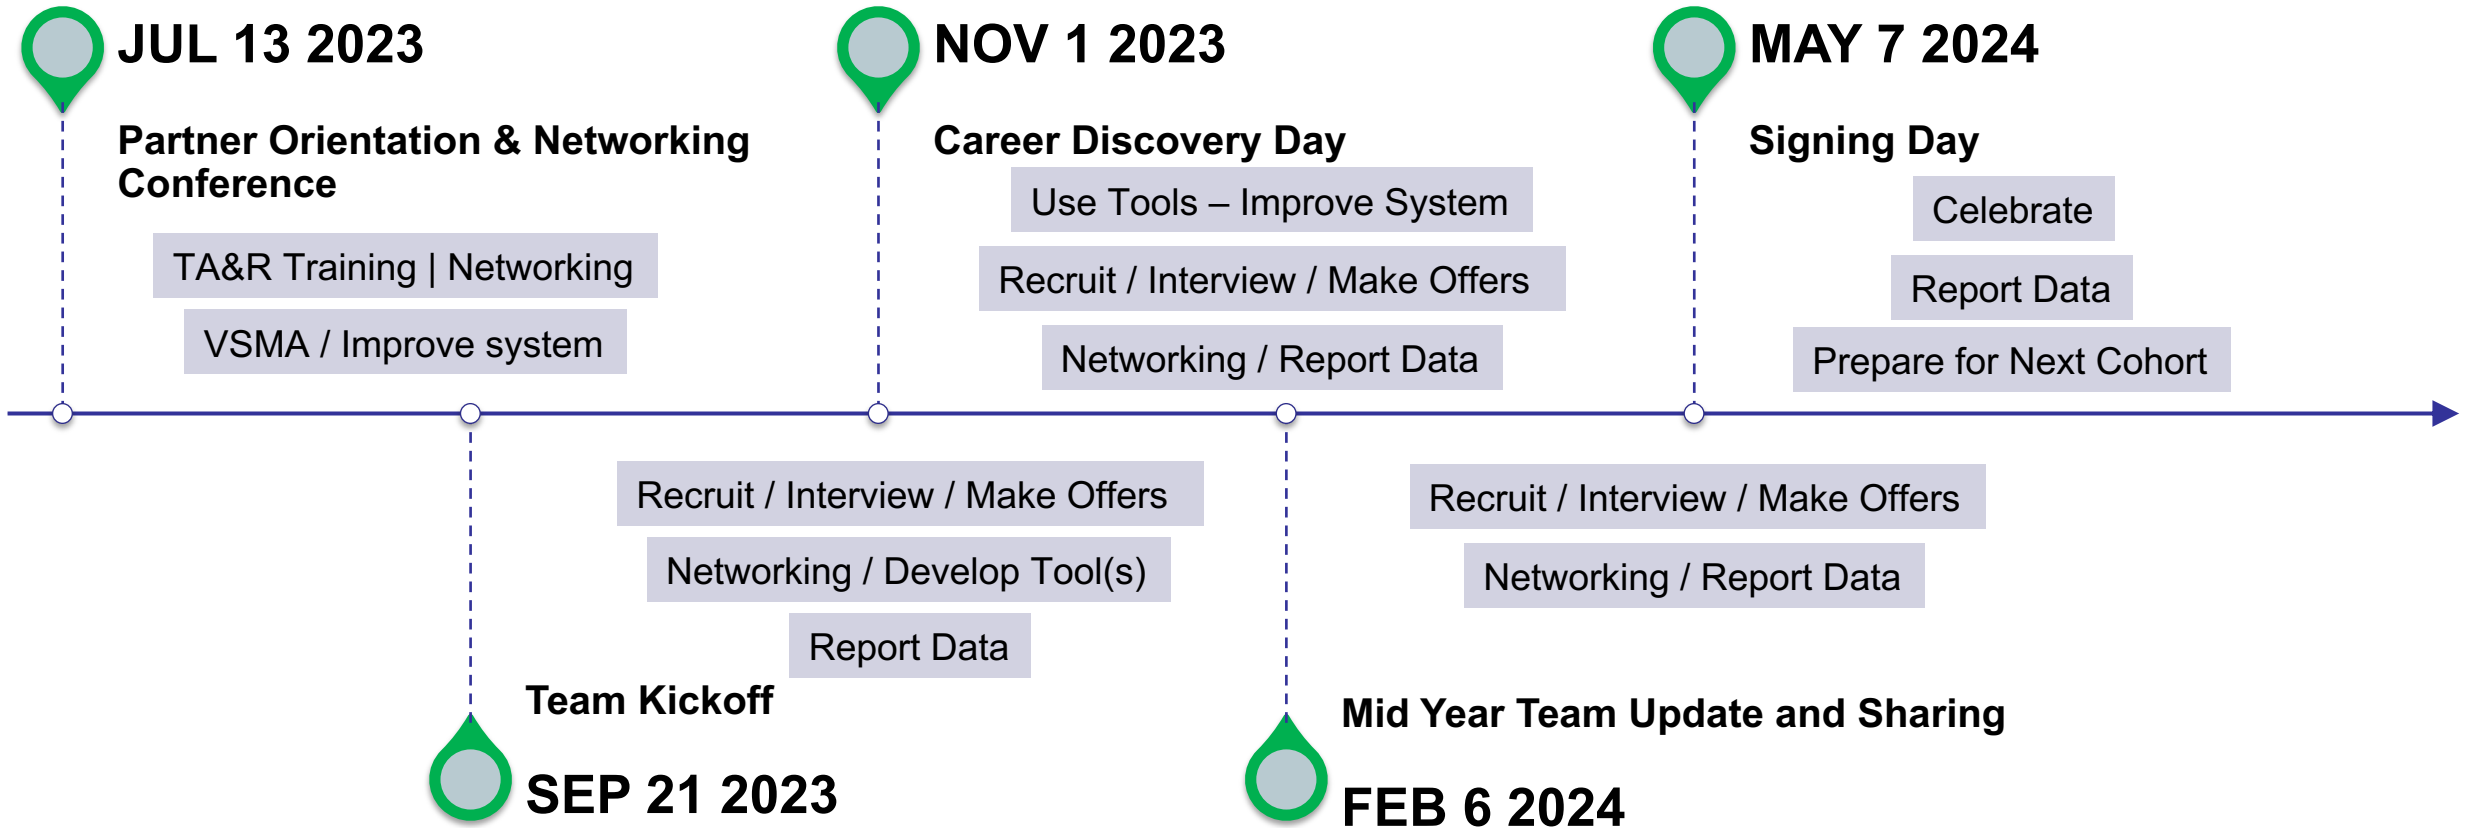 JUL 13 2023
Partner Orientation & Networking
Conference
TA&R Training | Networking
VSMA / Improve system
NOV 1 2023
Career Discovery Day
Use Tools – Improve System
Recruit / Interview / Make Offers
Networking / Report Data
MAY 7 2024
Signing Day
Celebrate
Report Data
Prepare for Next Cohort
Recruit / Interview / Make Offers
Networking / Develop Tool(s)
Report Data
Team Kickoff
SEP 21 2023
Recruit / Interview / Make Offers
Networking / Report Data
Mid Year Team Update and Sharing
FEB 6 2024